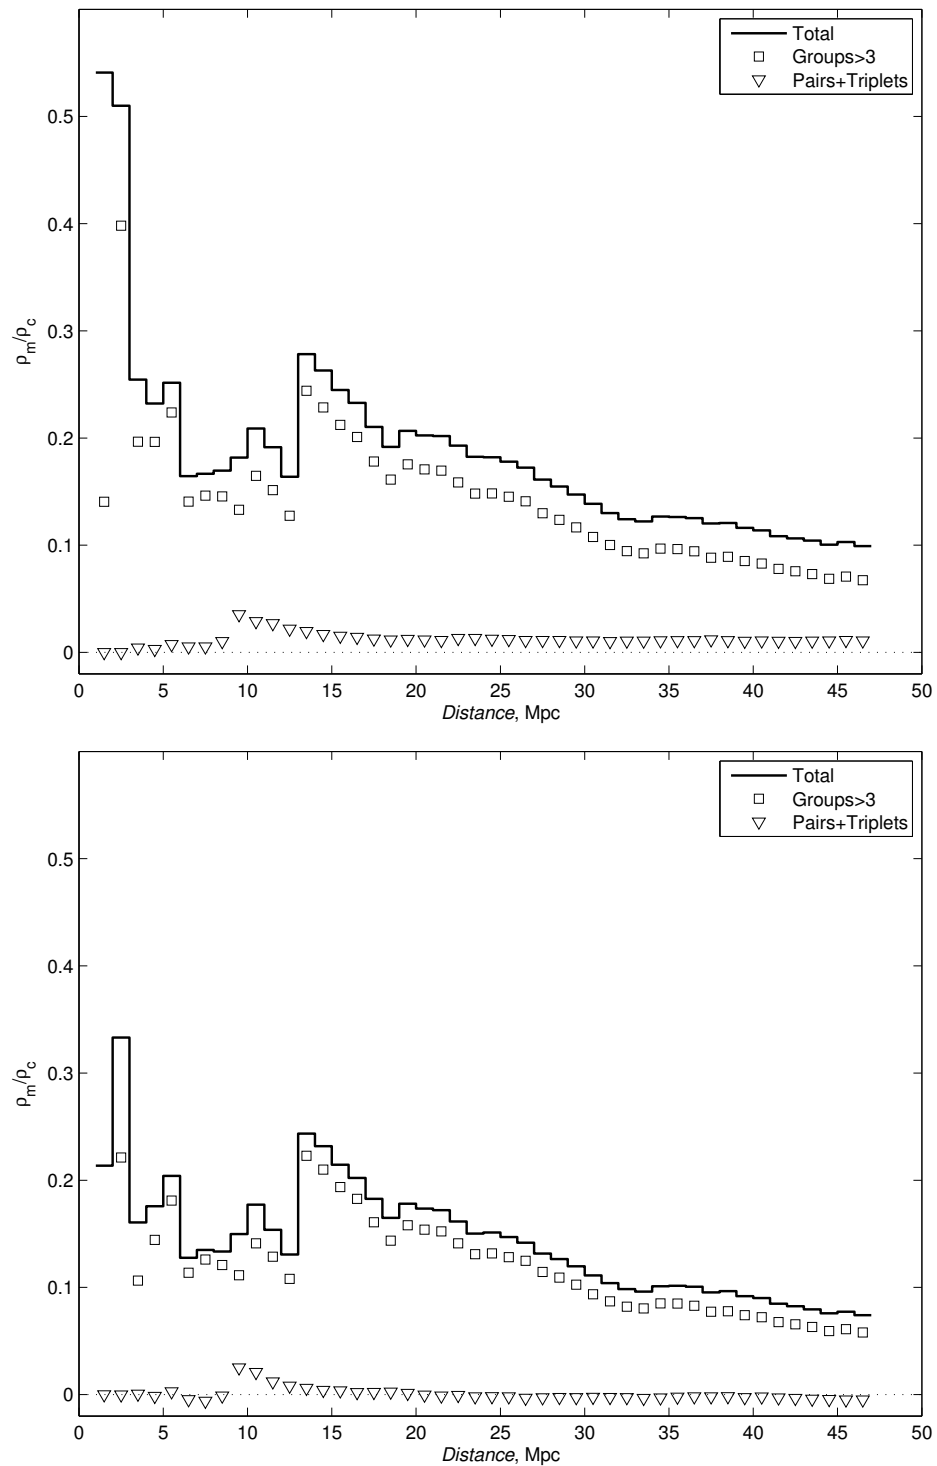 Total
Groups>3
Pairs+Triplets
0.5
0.4
0.3
0.2
0.1
0
ρm/ρc
0 5 10 15 20 25 30 35 40 45 50
Distance, Mpc
Total
Groups>3
Pairs+Triplets
0.5
0.4
0.3
0.2
0.1
0
ρm/ρc
0 5 10 15 20 25 30 35 40 45 50
Distance, Mpc